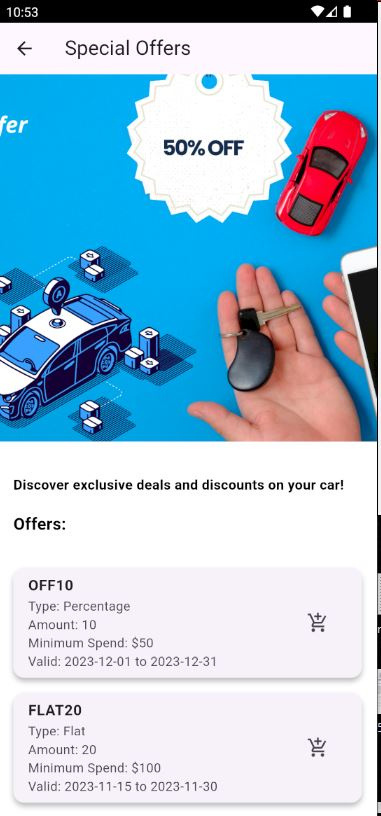 10:53
Special Offers
fer
50% OFF
Discover exclusive deals and discounts on your car!
Offers:
OFF10
Type: Percentage
Amount: 10
Minimum Spend: $50
Valid: 2023-12-01 to 2023-12-31
FLAT20
Type: Flat
Amount: 20
Minimum Spend: $100
Valid: 2023-11-15 to 2023-11-30